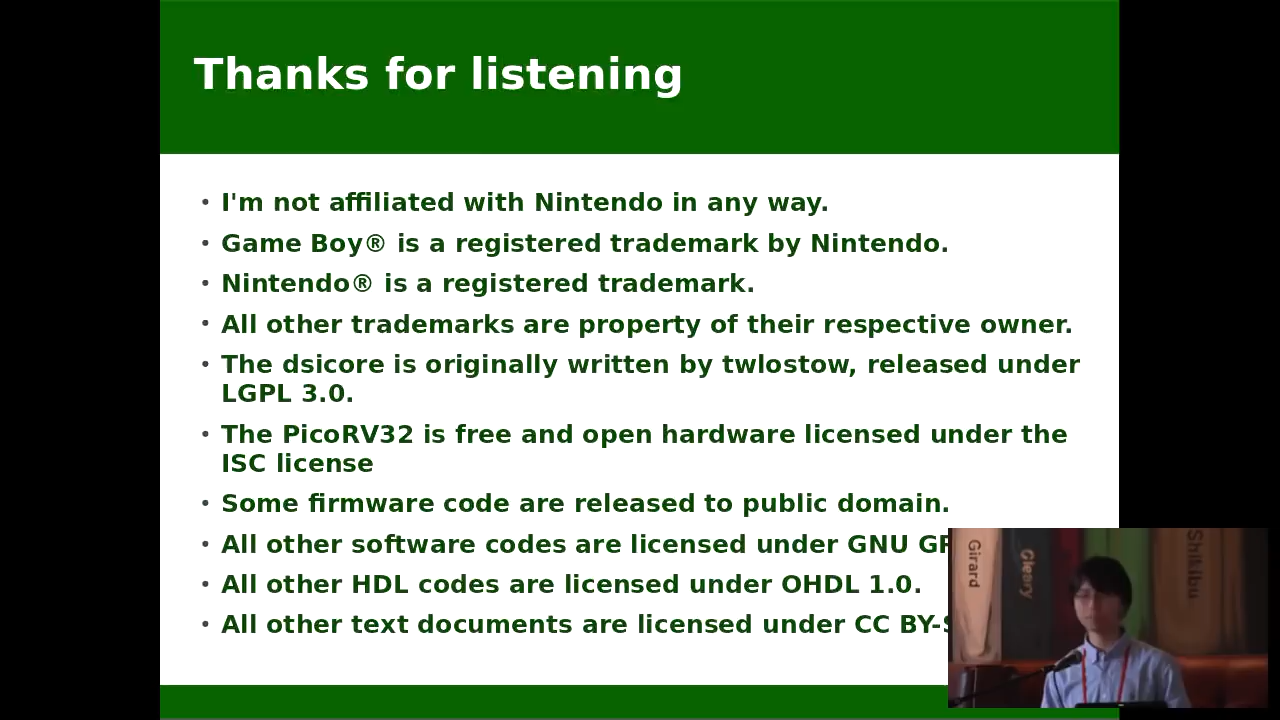 Thanks for listening
• I'm not affiliated with Nintendo in any way.
• Game Boy® is a registered trademark by Nintendo.
• Nintendo® is a registered trademark.
• All other trademarks are property of their respective owner.
• The dsicore is originally written by twlostow, released under
LGPL 3.0.
• The PicoRV32 is free and open hardware licensed under the
ISC license
• Some firmware code are released to public domain.
• All other software codes are licensed under GNU
• All other HDL codes are licensed under OHDL 1.0.
• All other text documents are licensed under CC
Girard
Cleary
Shikibu